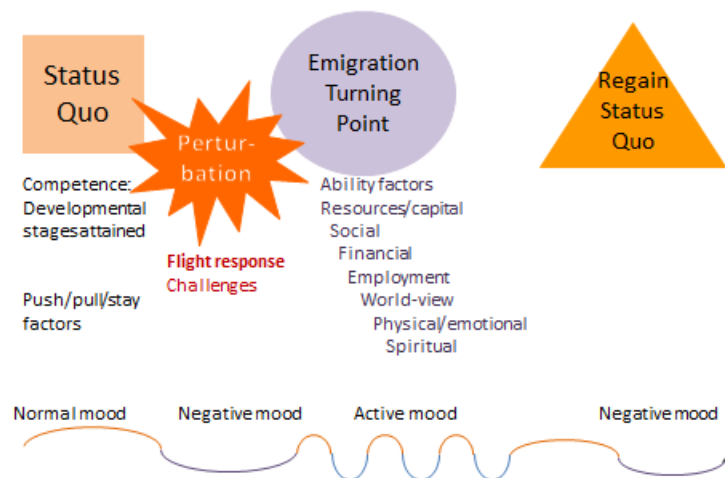 Status
Quo
Pertur-
bation
Emigration
Turning
Point
Regain
Status
Quo
Competence:
Developmental
stagesattained
Push/pull/stay
factors
Flight response
Challenges
Ability factors
Resources/capital
Social
Financial
Employment
World-view
Physical/emotional
Spiritual
Normal mood
Negative mood
Active mood
Negative mood